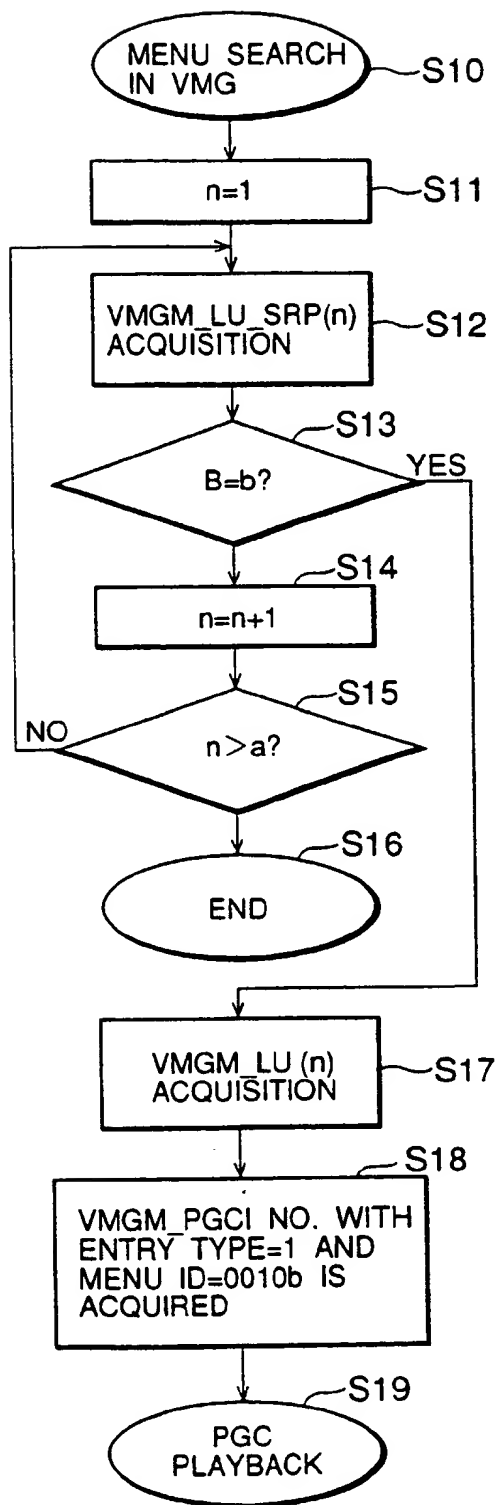 MENU SEARCH
IN VMG
S10
n=1
S11
VMGM_LU_SRP(n)
ACQUISITION
S12
S13
B=b?
YES
S14
n=n+1
S15
NO
n>a?
S16
END
VMGM_LU (n)
ACQUISITION
S17
S18
VMGM_PGCI NO. WITH
ENTRY TYPE=1 AND
MENU ID=0010b IS
ACQUIRED
S19
PGC
PLAYBACK